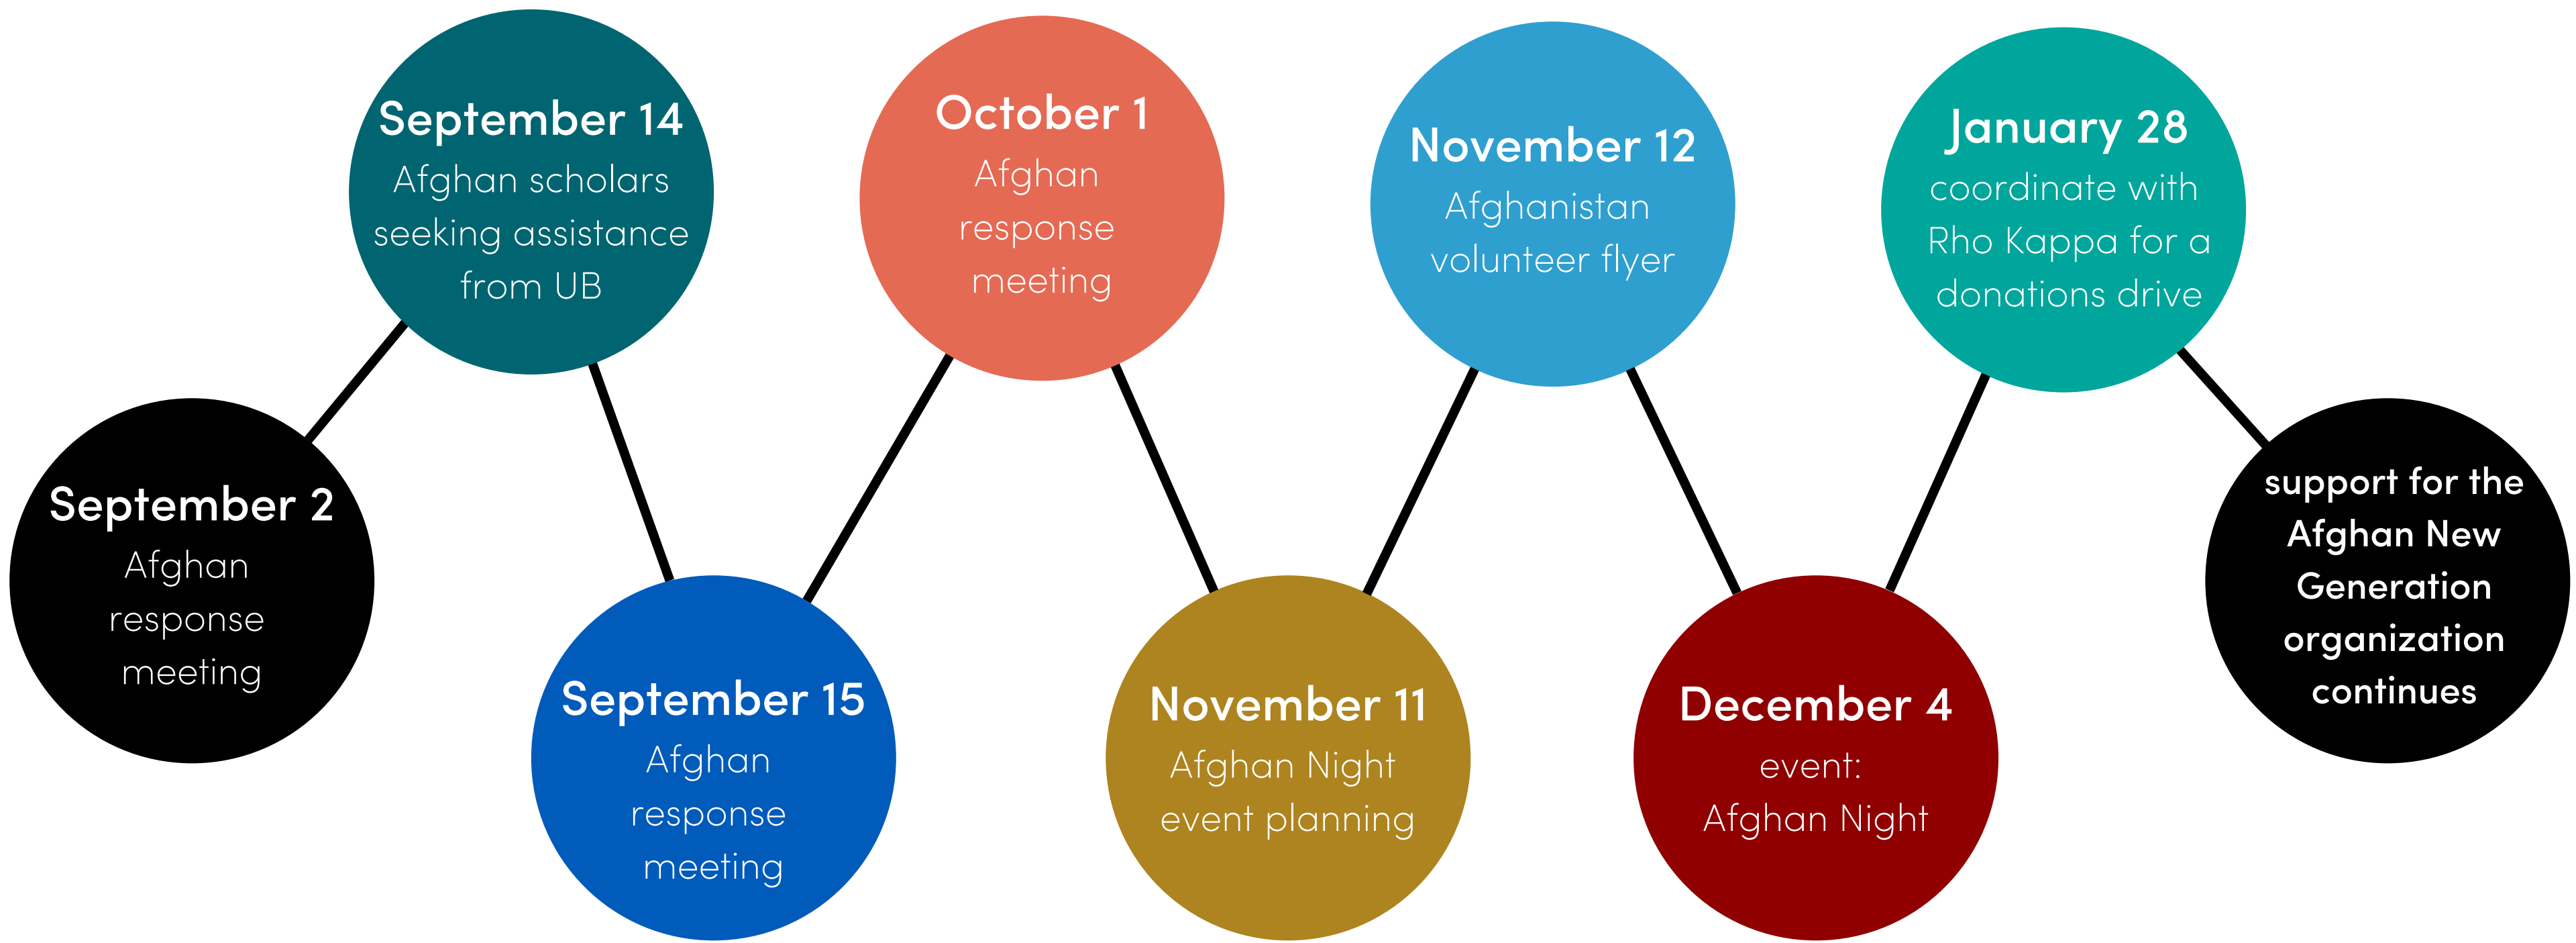 September 2
Afghan
response
meeting
September 14
Afghan scholars
seeking assistance
from UB
September 15
Afghan
response
meeting
October 1
Afghan
response
meeting
November 11
Afghan Night
event planning
November 12
Afghanistan
volunteer flyer
December 4
event:
Afghan Night
January 28
coordinate with
Rho Kappa for a
donations drive
support for the
Afghan New
Generation
organization
continues